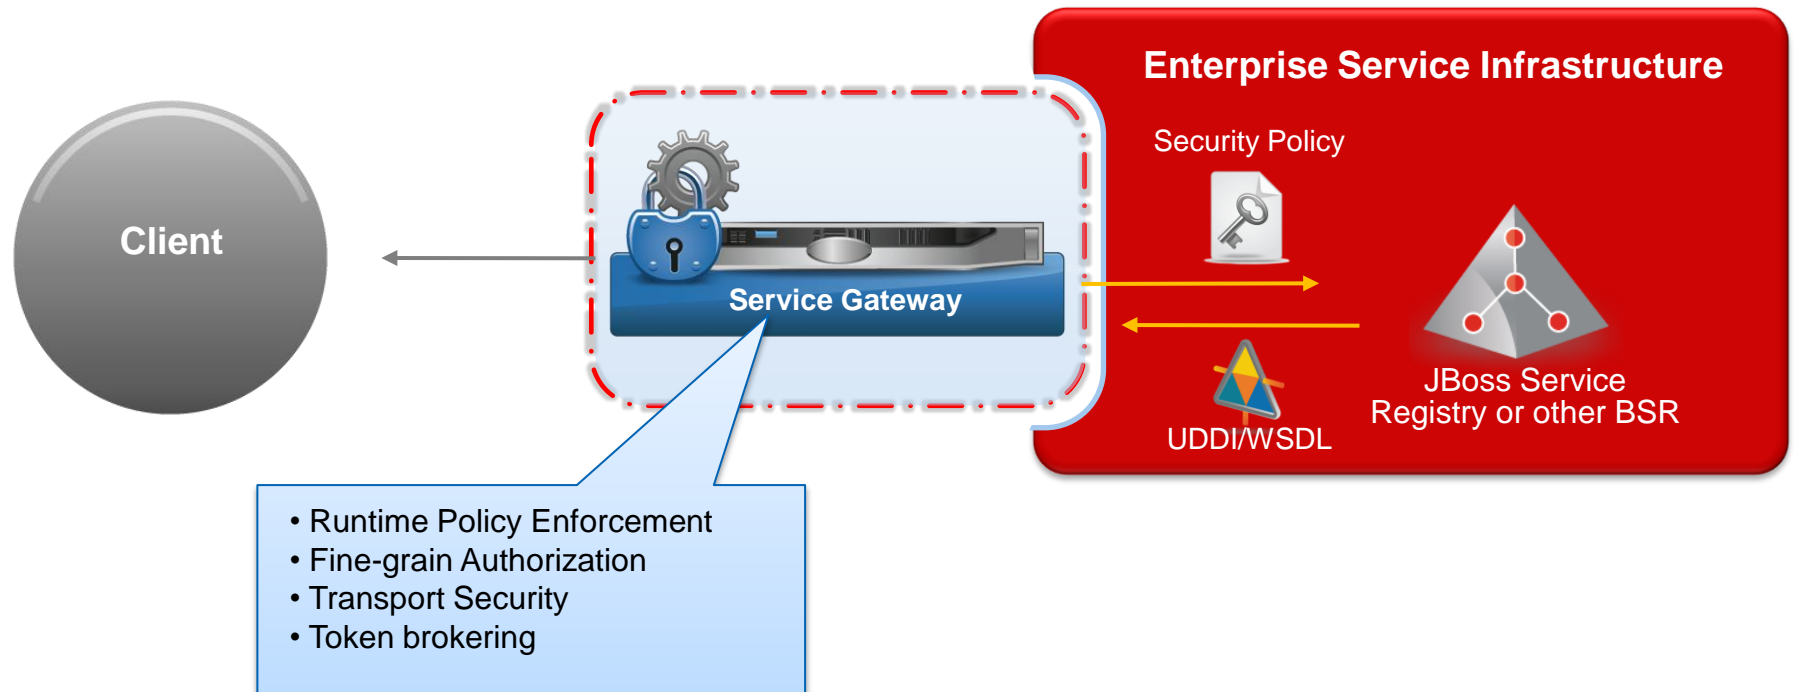 Enterprise Service Infrastructure
Security Policy
Client
Service Gateway
JBoss Service
Registry or other BSR
UDDI/WSDL
• Runtime Policy Enforcement
• Fine-grain Authorization
• Transport Security
• Token brokering